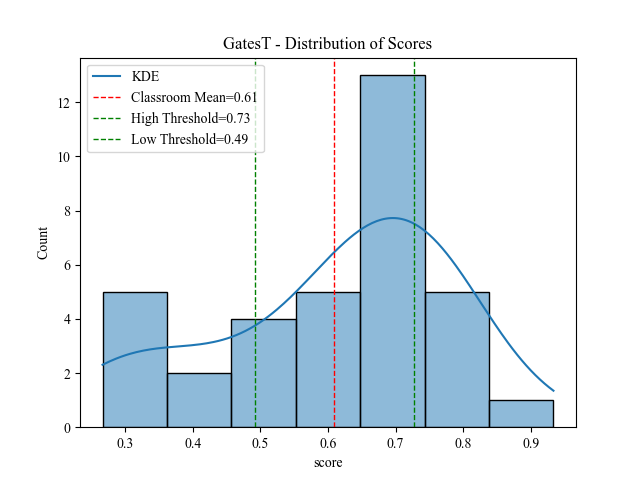 GatesT - Distribution of Scores
KDE
Classroom Mean=0.61
High Threshold=0.73
Low Threshold=0.49
Count
12
10
8
6
4
2
0
0.3 0.4 0.5 0.6 0.7 0.8 0.9
score